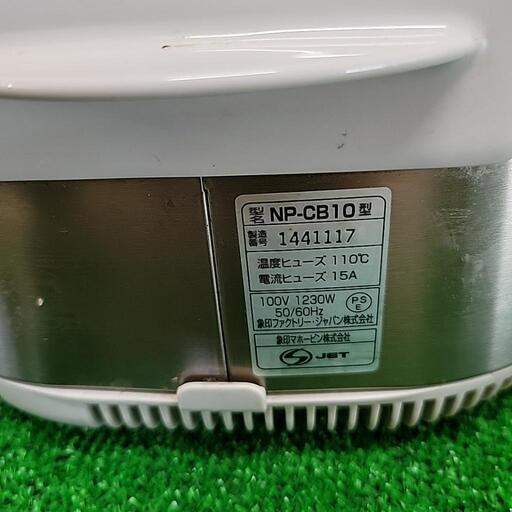 型名 NP-CB10型
製造番号 1441117
温度ヒューズ 110℃
電流ヒューズ 15A
100V 1230W
50/60Hz
PSE
象印ファクトリー・ジャパン株式会社
象印マホービン株式会社
S JET